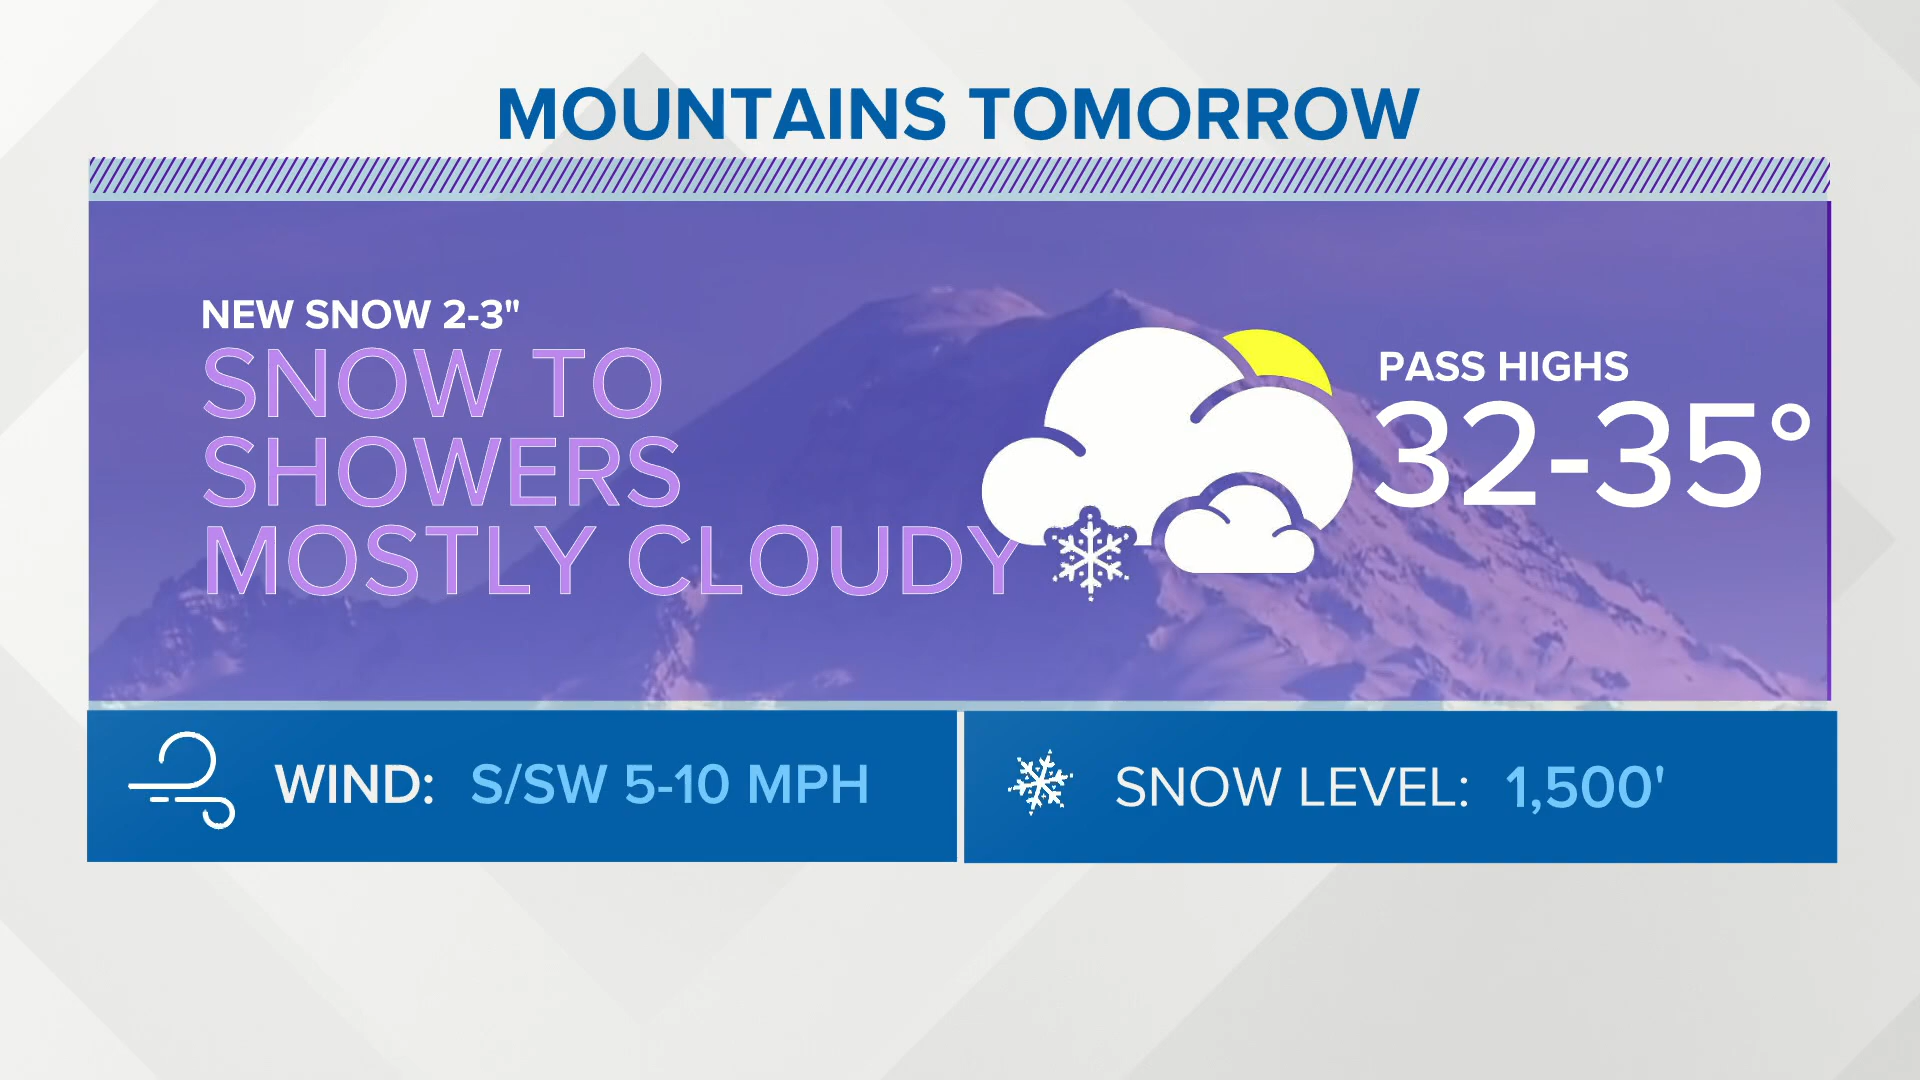 MOUNTAINS TOMORROW
NEW SNOW 2-3"
SNOW TO
SHOWERS
MOSTLY CLOUDY
PASS HIGHS
32-35°
WIND: S/SW 5-10 MPH
SNOW LEVEL: 1,500'